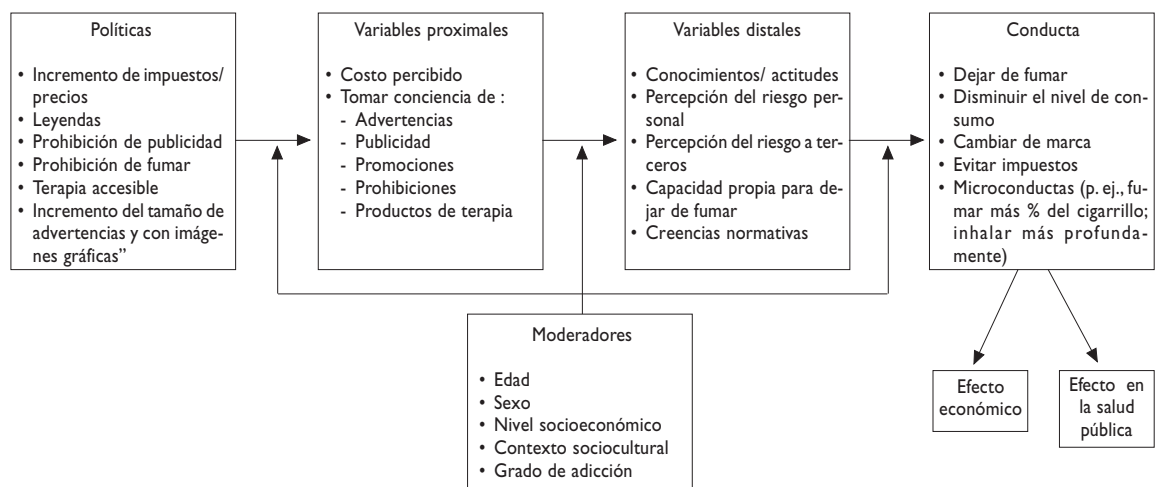 Políticas
• Incremento de impuestos/
precios
• Leyendas
• Prohibición de publicidad
• Prohibición de fumar
• Terapia accesible
• Incremento del tamaño de
advertencias y con imáge-
nes gráficas”
Variables proximales
• Costo percibido
• Tomar conciencia de :
- Advertencias
- Publicidad
- Promociones
- Prohibiciones
- Productos de terapia
Variables distales
• Conocimientos/ actitudes
• Percepción del riesgo per-
sonal
• Percepción del riesgo a ter-
ceros
• Capacidad propia para de-
jar de fumar
• Creencias normativas
Conducta
• Dejar de fumar
• Disminuir el nivel de con-
sumo
• Cambiar de marca
• Evitar impuestos
• Microconductas (p. ej., fu-
mar más % del cigarrillo;
inhalar más profunda-
mente)
Moderadores
• Edad
• Sexo
• Nivel socioeconómico
• Contexto sociocultural
• Grado de adicción
Efecto
económico
Efecto en
la salud
pública